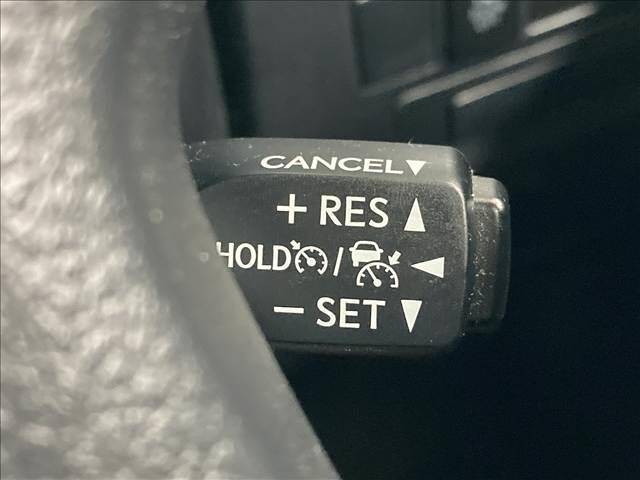 CANCEL▼
+ RES ▲
HOLD / ◀
− SET ▼